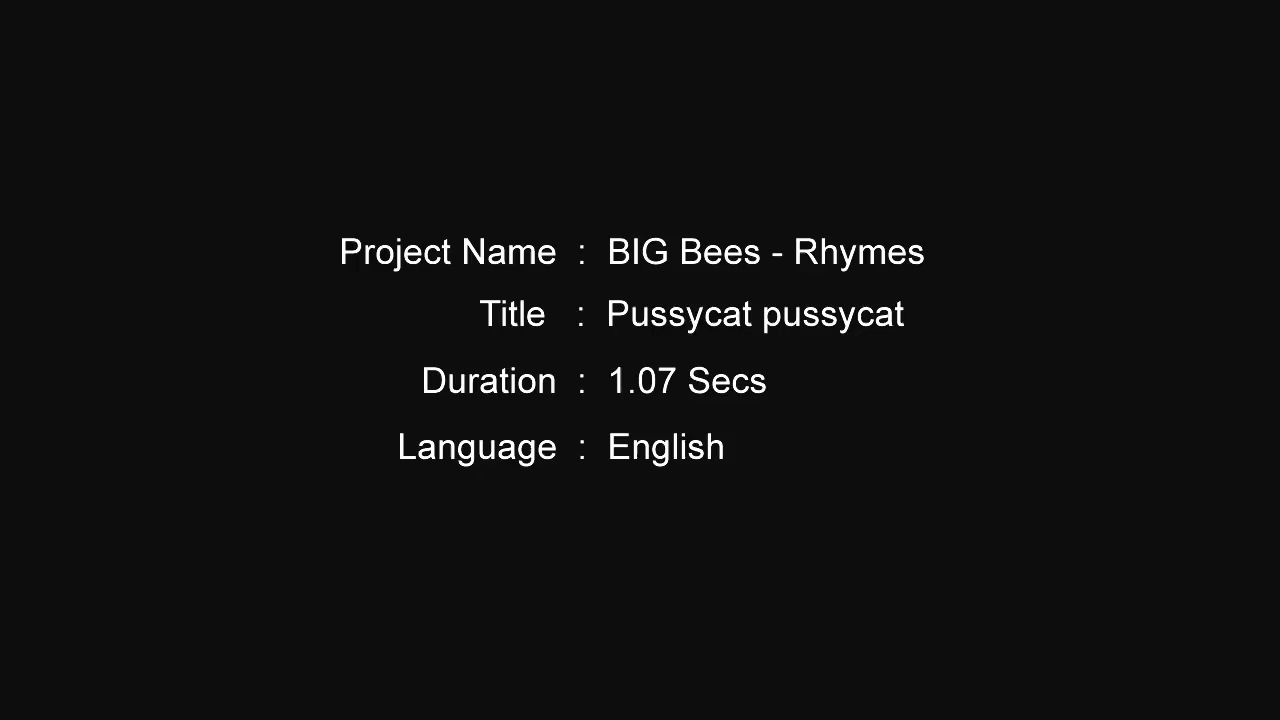 Project Name : BIG Bees - Rhymes
Title : Pussycat pussycat
Duration : 1.07 Secs
Language : English